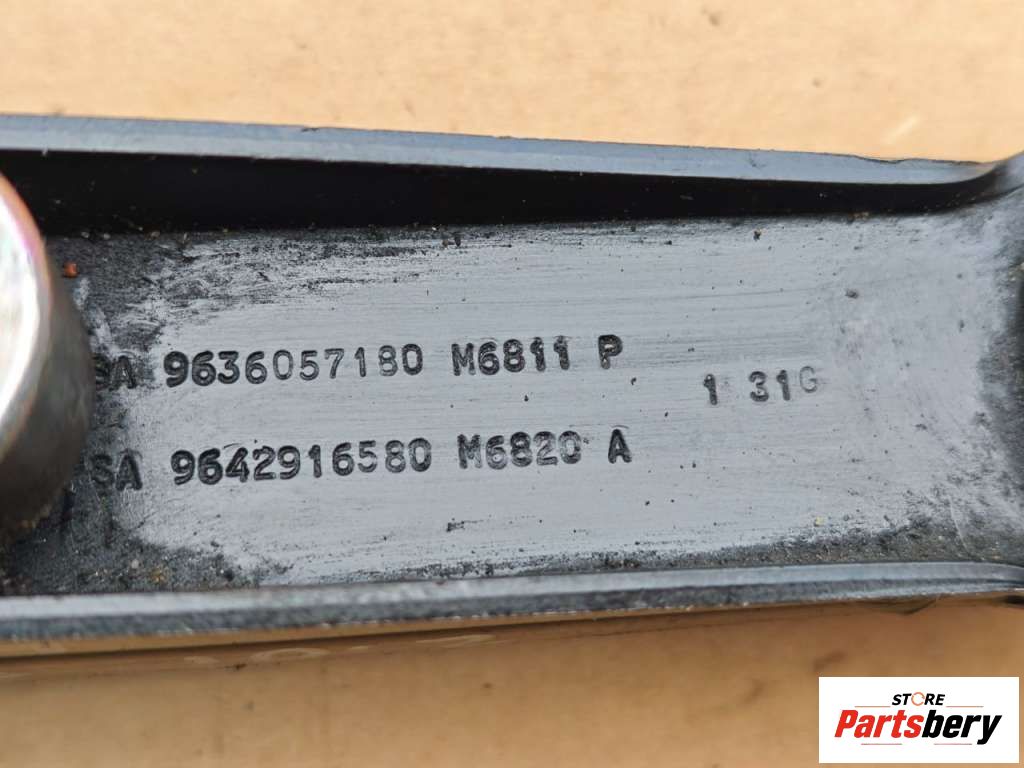 SA 9636057180 M6811 P
1 31G
SA 9642916580 M6820 A
STORE
Partsbery